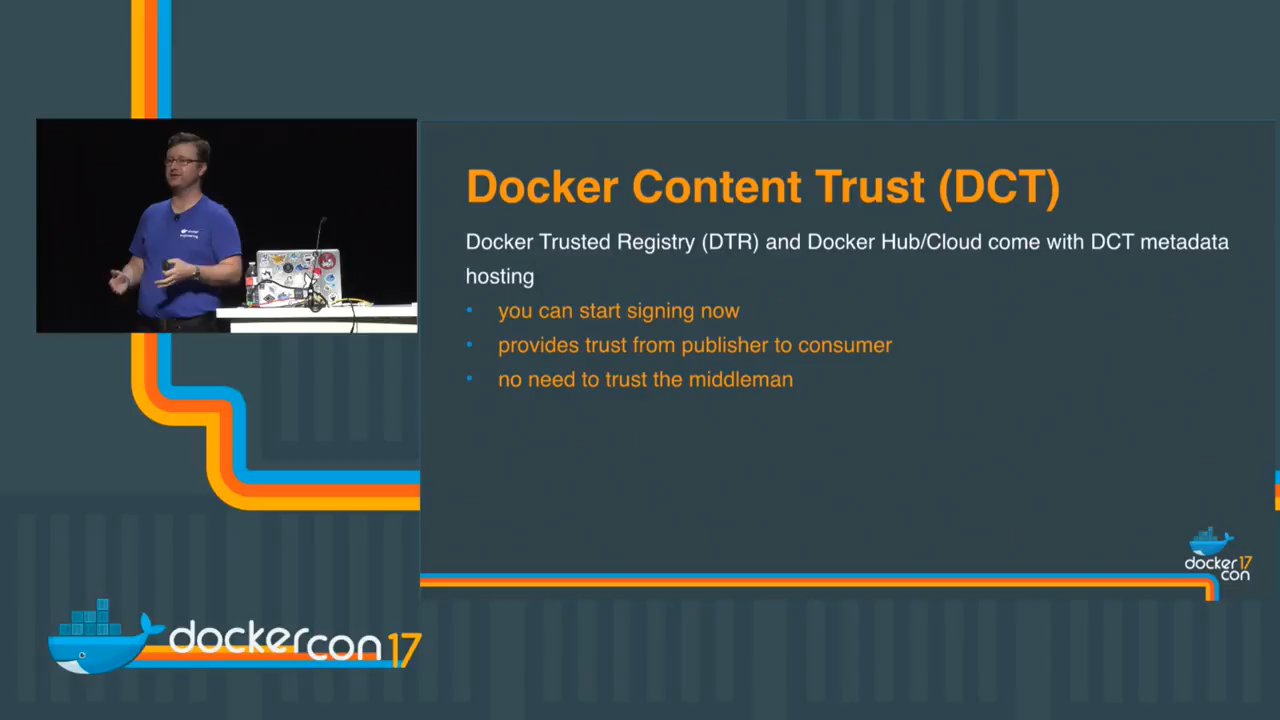 Docker Content Trust (DCT)
Docker Trusted Registry (DTR) and Docker Hub/Cloud come with DCT metadata
hosting
• you can start signing now
• provides trust from publisher to consumer
• no need to trust the middleman
docker 17
con
dockercon 17